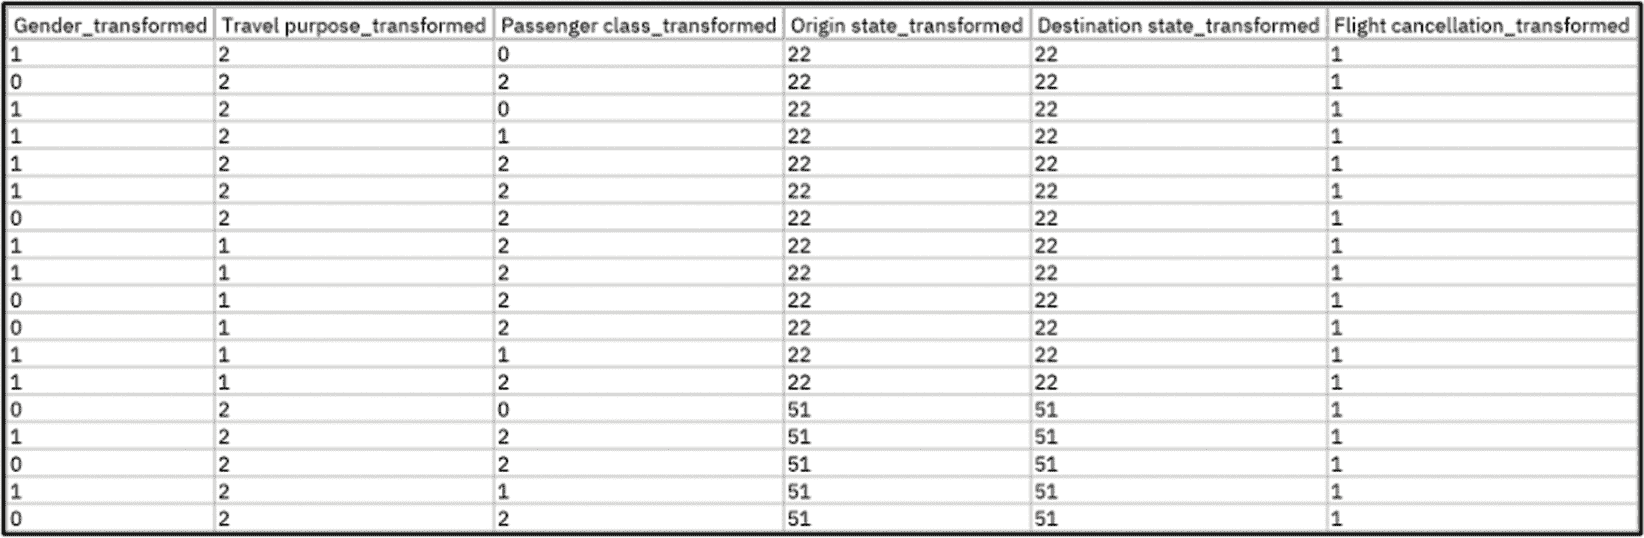 Gender_transformed Travel purpose_transformed Passenger class_transformed Origin state_transformed Destination state_transformed Flight cancellation_transformed
1 2 0 22 22 1
0 2 2 22 22 1
1 2 0 22 22 1
1 2 1 22 22 1
1 2 2 22 22 1
1 2 2 22 22 1
0 2 2 22 22 1
1 1 2 22 22 1
1 1 2 22 22 1
0 1 2 22 22 1
0 1 2 22 22 1
1 1 1 22 22 1
1 1 2 22 22 1
0 2 0 51 51 1
1 2 2 51 51 1
0 2 2 51 51 1
1 2 1 51 51 1
0 2 2 51 51 1